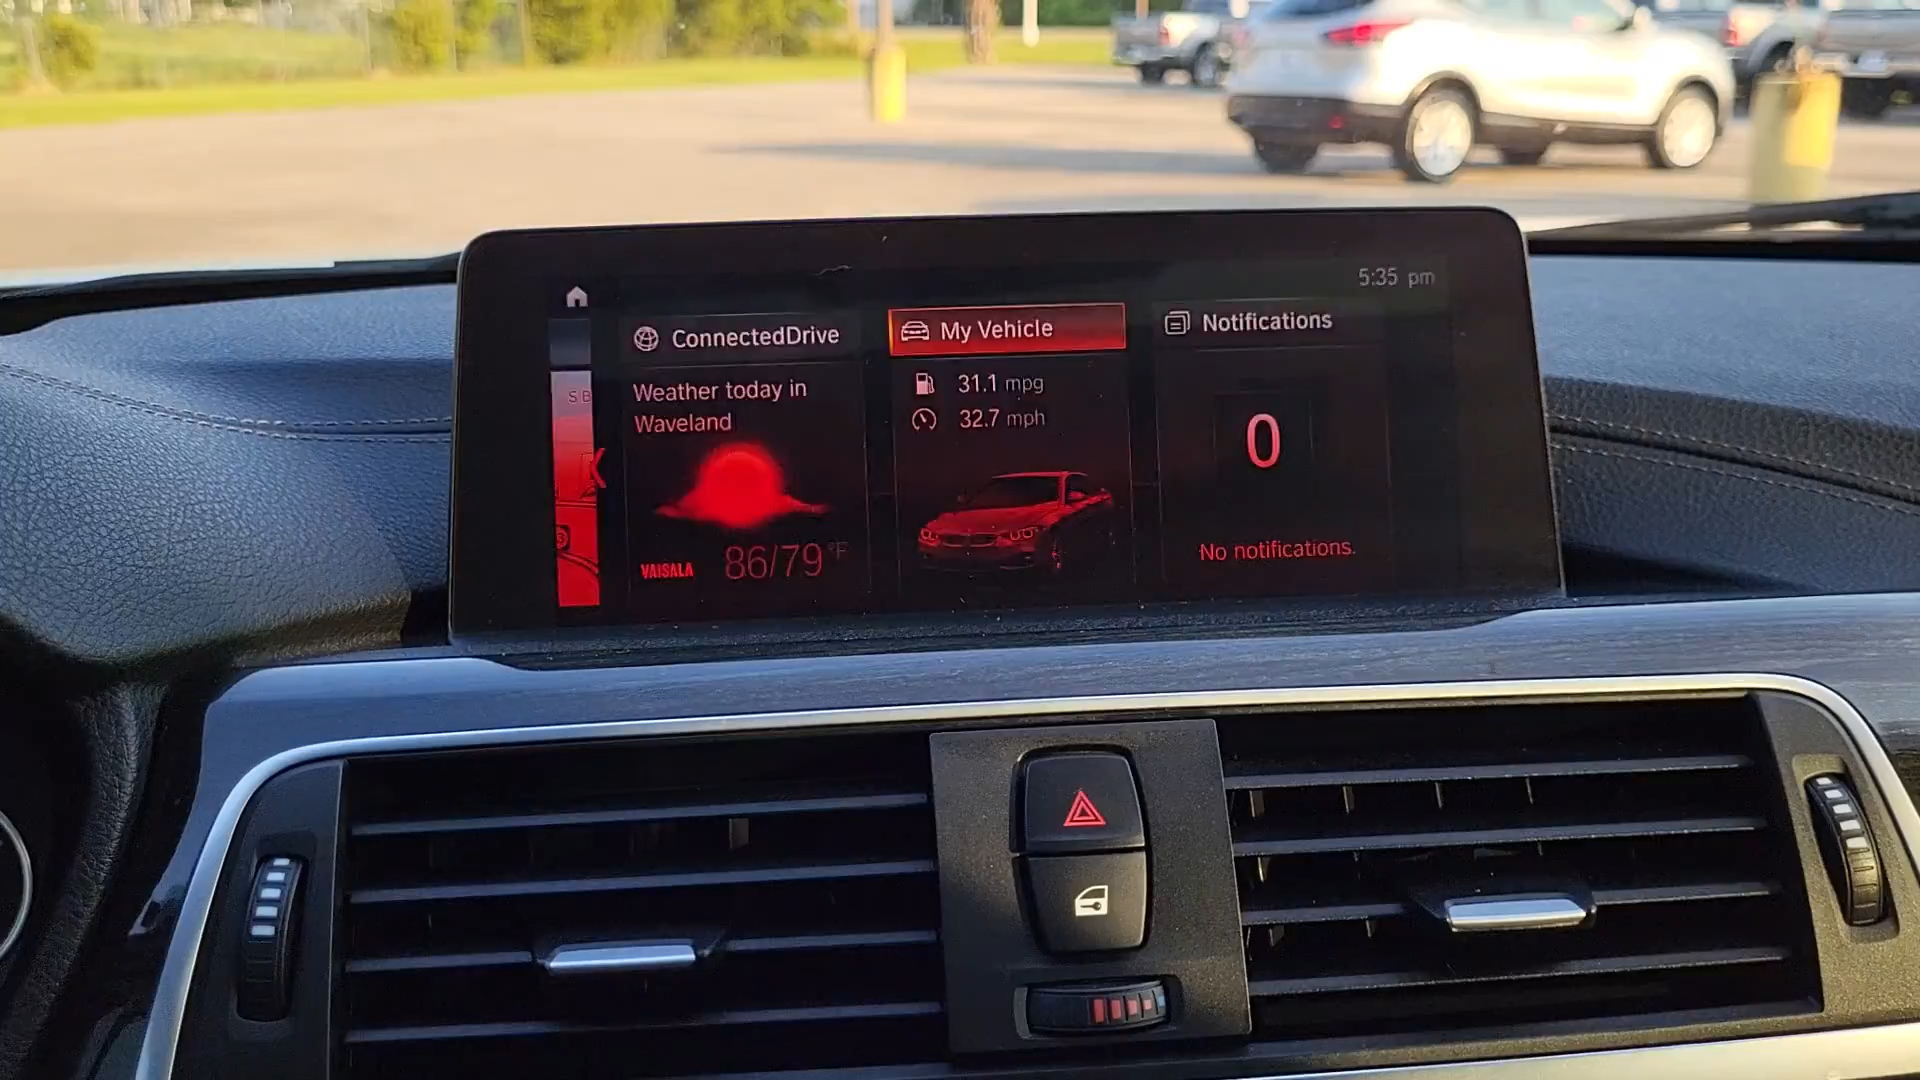 5:35 pm
ConnectedDrive
My Vehicle
Notifications
Weather today in
Waveland
31.1 mpg
32.7 mph
0
VAISALA
86/79°F
No notifications.
S B